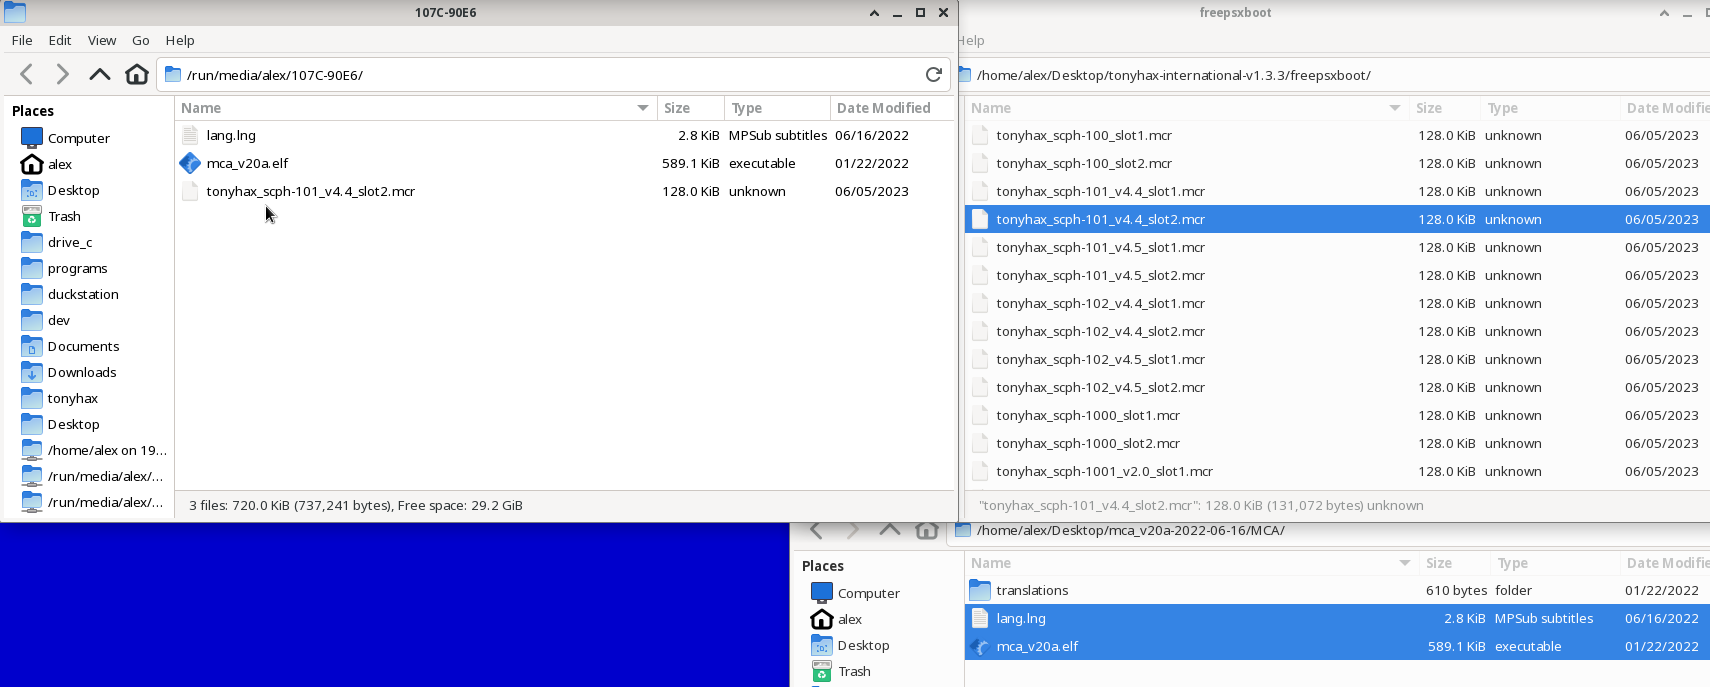 107C-90E6
File Edit View Go Help
/run/media/alex/107C-90E6/
Places
Computer
alex
Desktop
Trash
drive_c
programs
duckstation
dev
Documents
Downloads
tonyhax
Desktop
/home/alex on 19...
/run/media/alex/...
/run/media/alex/...
Name Size Type Date Modified
lang.lng 2.8 KiB MPSub subtitles 06/16/2022
mca_v20a.elf 589.1 KiB executable 01/22/2022
tonyhax_scph-101_v4.4_slot2.mcr 128.0 KiB unknown 06/05/2023
3 files: 720.0 KiB (737,241 bytes), Free space: 29.2 GiB
freepsxboot
Help
/home/alex/Desktop/tonyhax-international-v1.3.3/freepsxboot/
Name Size Type Date Modifie
tonyhax_scph-100_slot1.mcr 128.0 KiB unknown 06/05/2023
tonyhax_scph-100_slot2.mcr 128.0 KiB unknown 06/05/2023
tonyhax_scph-101_v4.4_slot1.mcr 128.0 KiB unknown 06/05/2023
tonyhax_scph-101_v4.4_slot2.mcr 128.0 KiB unknown 06/05/2023
tonyhax_scph-101_v4.5_slot1.mcr 128.0 KiB unknown 06/05/2023
tonyhax_scph-101_v4.5_slot2.mcr 128.0 KiB unknown 06/05/2023
tonyhax_scph-102_v4.4_slot1.mcr 128.0 KiB unknown 06/05/2023
tonyhax_scph-102_v4.4_slot2.mcr 128.0 KiB unknown 06/05/2023
tonyhax_scph-102_v4.5_slot1.mcr 128.0 KiB unknown 06/05/2023
tonyhax_scph-102_v4.5_slot2.mcr 128.0 KiB unknown 06/05/2023
tonyhax_scph-1000_slot1.mcr 128.0 KiB unknown 06/05/2023
tonyhax_scph-1000_slot2.mcr 128.0 KiB unknown 06/05/2023
tonyhax_scph-1001_v2.0_slot1.mcr 128.0 KiB unknown 06/05/2023
"tonyhax_scph-101_v4.4_slot2.mcr": 128.0 KiB (131,072 bytes) unknown
/home/alex/Desktop/mca_v20a-2022-06-16/MCA/
Places
Computer
alex
Desktop
Trash
Name Size Type Date Modifie
translations 610 bytes folder 01/22/2022
lang.lng 2.8 KiB MPSub subtitles 06/16/2022
mca_v20a.elf 589.1 KiB executable 01/22/2022